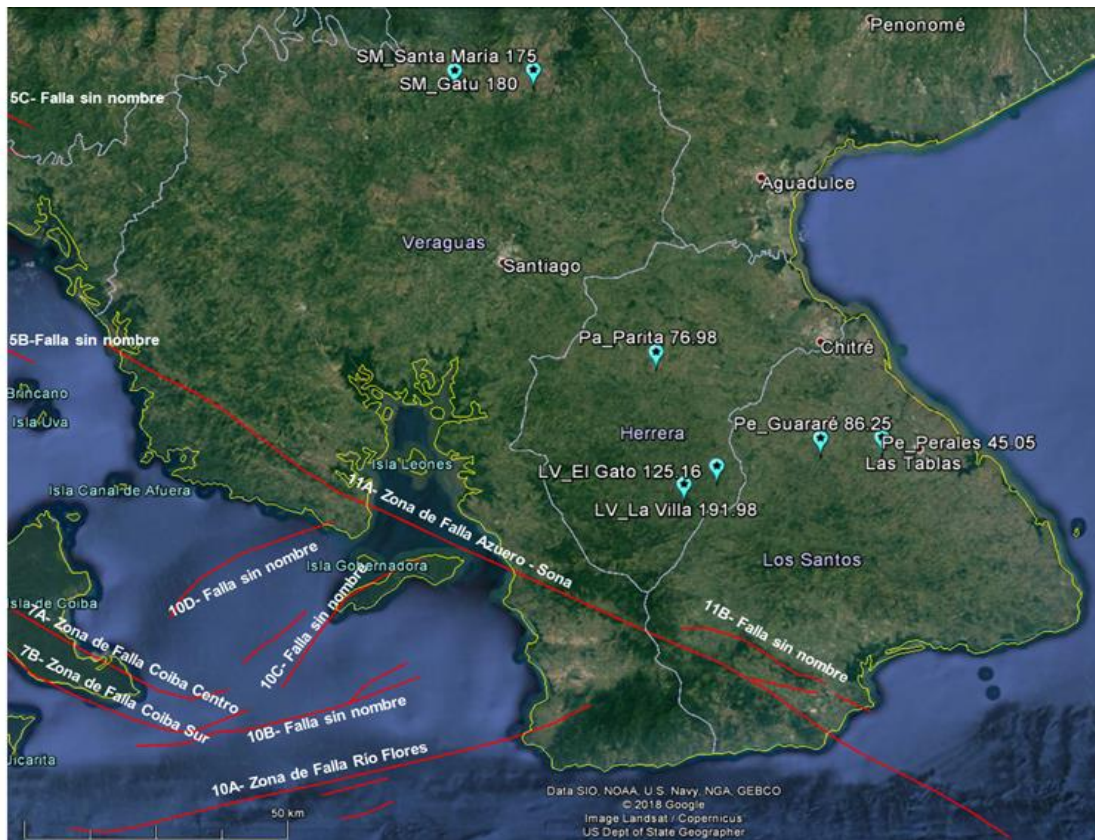 Penonomé
SM_Santa Maria 175
SM_Gatu 180
5C- Falla sin nombre
Aguadulce
Veraguas
Santiago
5B-Falla sin nombre
Pa_Parita 76.98
Chitré
Brincano
Isla Uva
Pe_Guararé 86.25
Herrera
Pe_Perales 45.05
Las Tablas
Isla Leones
LV_El Gato 125.16
Isla Canal de Afuera
LV_La Villa 191.98
11A- Zona de Falla Azuero - Sona
10D- Falla sin nombre
Isla Gobernadora
Los Santos
Isla de Coiba
10C- Falla sin nombre
11B- Falla sin nombre
7A- Zona de Falla Coiba Centro
7B- Zona de Falla Coiba Sur
10B- Falla sin nombre
10A- Zona de Falla Río Flores
Jicarita
Data SIO, NOAA, U.S. Navy, NGA, GEBCO
50 km
© 2018 Google
Image Landsat / Copernicus
US Dept of State Geographer